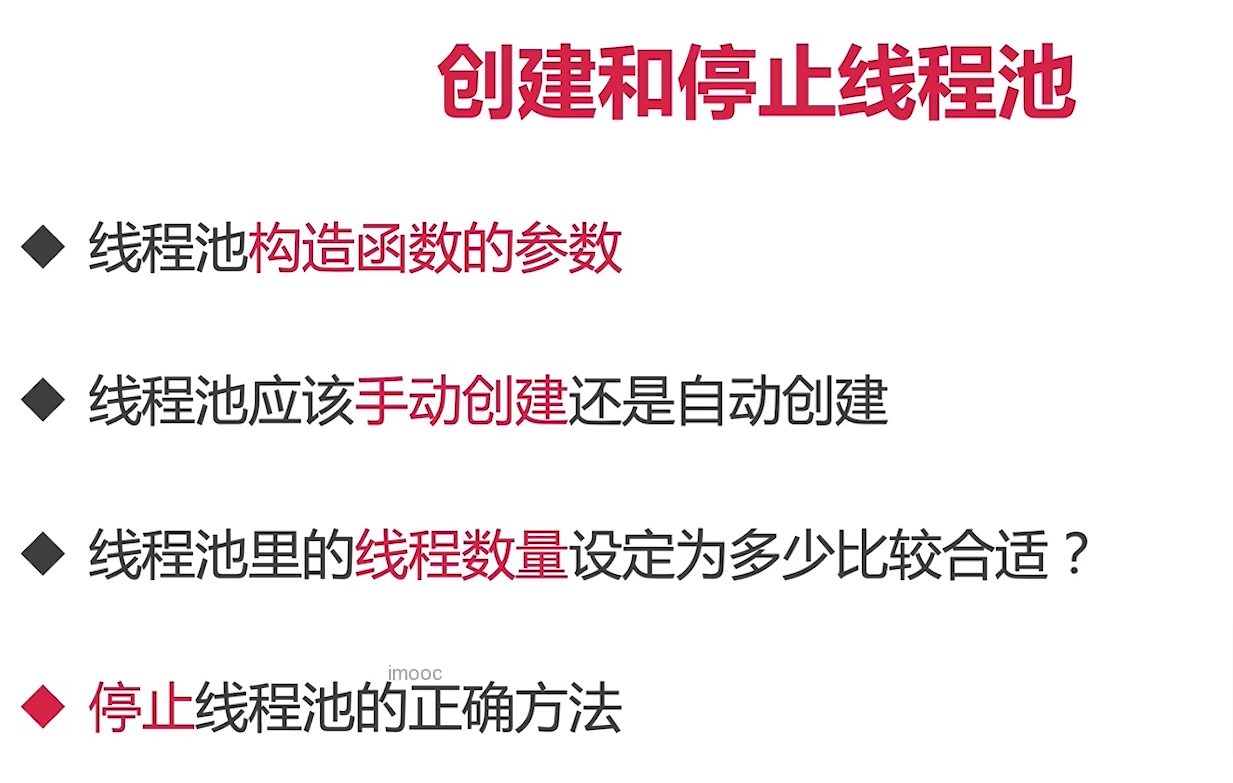 创建和停止线程池
线程池构造函数的参数
线程池应该手动创建还是自动创建
线程池里的线程数量设定为多少比较合适？
imooc
停止线程池的正确方法